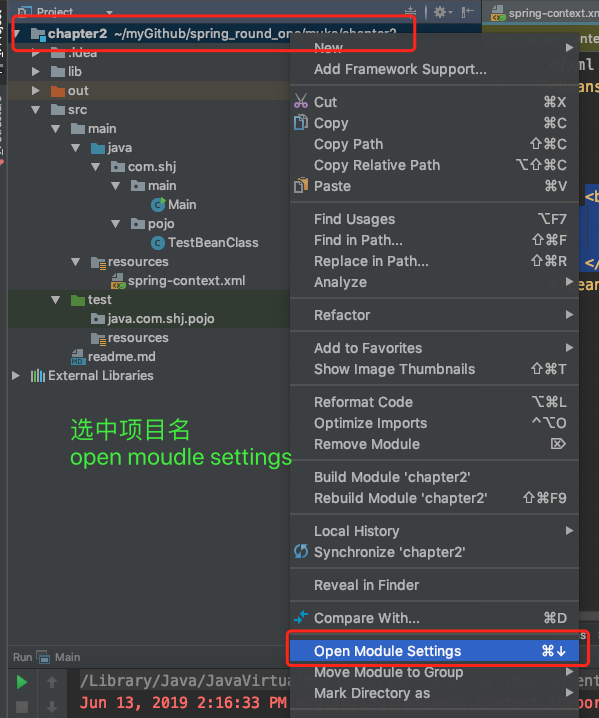 Project
spring-context.xml
chapter2 ~/myGithub/spring_round_one/muke/chapter2
.idea
lib
out
src
main
java
com.shj
main
Main
pojo
TestBeanClass
resources
spring-context.xml
test
java.com.shj.pojo
resources
readme.md
External Libraries
选中项目名
open moudle settings
New
Add Framework Support...
Cut ⌘X
Copy ⌘C
Copy Path ⇧⌘C
Copy Relative Path ⌥⇧⌘C
Paste ⌘V
Find Usages ⌥F7
Find in Path... ⇧⌘F
Replace in Path... ⇧⌘R
Analyze
Refactor
Add to Favorites
Show Image Thumbnails ⇧⌘T
Reformat Code ⌥⌘L
Optimize Imports ^⌥O
Remove Module ⌦
Build Module 'chapter2'
Rebuild Module 'chapter2' ⇧⌘F9
Local History
Synchronize 'chapter2'
Reveal in Finder
Compare With... ⌘D
Open Module Settings ⌘↓
Move Module to Group
Mark Directory as
Run Main
/Library/Java/JavaVirtua
Jun 13, 2019 2:16:33 PM